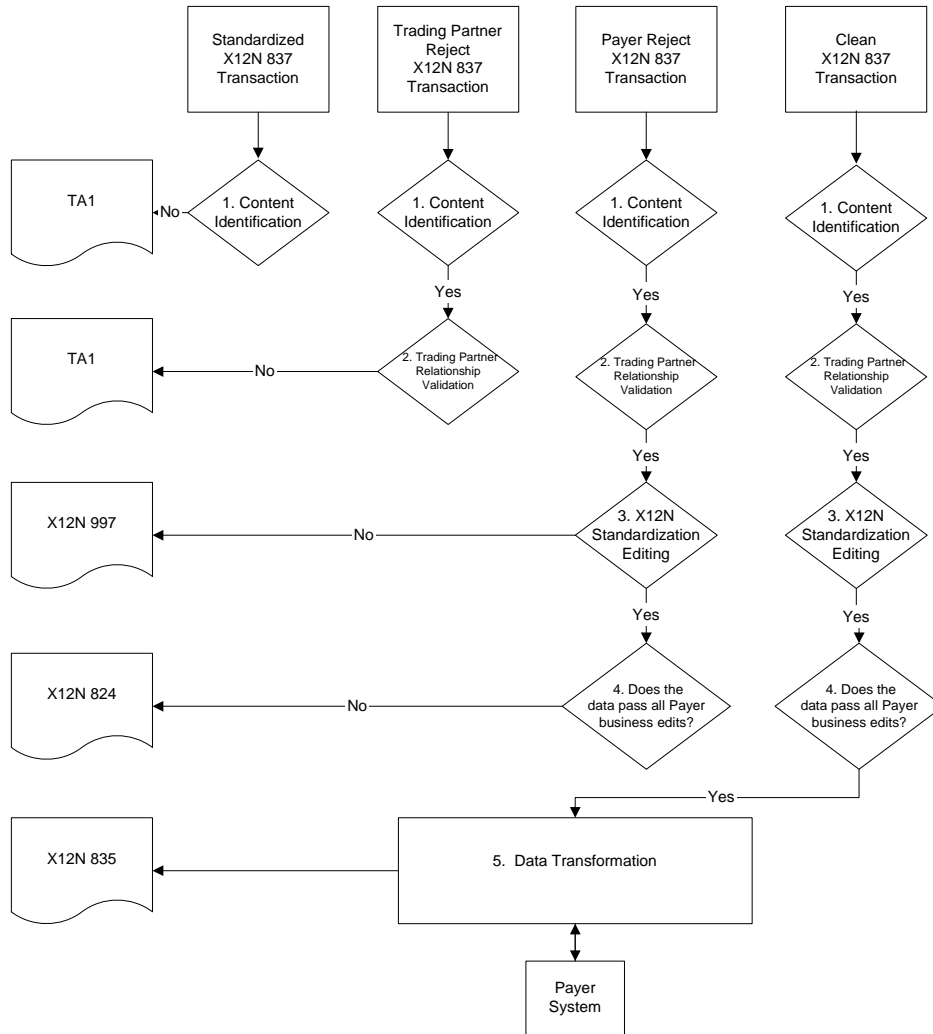 Standardized
X12N 837
Transaction
Trading Partner
Reject
X12N 837
Transaction
Payer Reject
X12N 837
Transaction
Clean
X12N 837
Transaction
TA1
No
1. Content
Identification
1. Content
Identification
1. Content
Identification
1. Content
Identification
Yes
Yes
Yes
TA1
No
2. Trading Partner
Relationship
Validation
2. Trading Partner
Relationship
Validation
2. Trading Partner
Relationship
Validation
Yes
Yes
X12N 997
No
3. X12N
Standardization
Editing
3. X12N
Standardization
Editing
Yes
Yes
X12N 824
No
4. Does the
data pass all Payer
business edits?
4. Does the
data pass all Payer
business edits?
Yes
X12N 835
5. Data Transformation
Payer
System